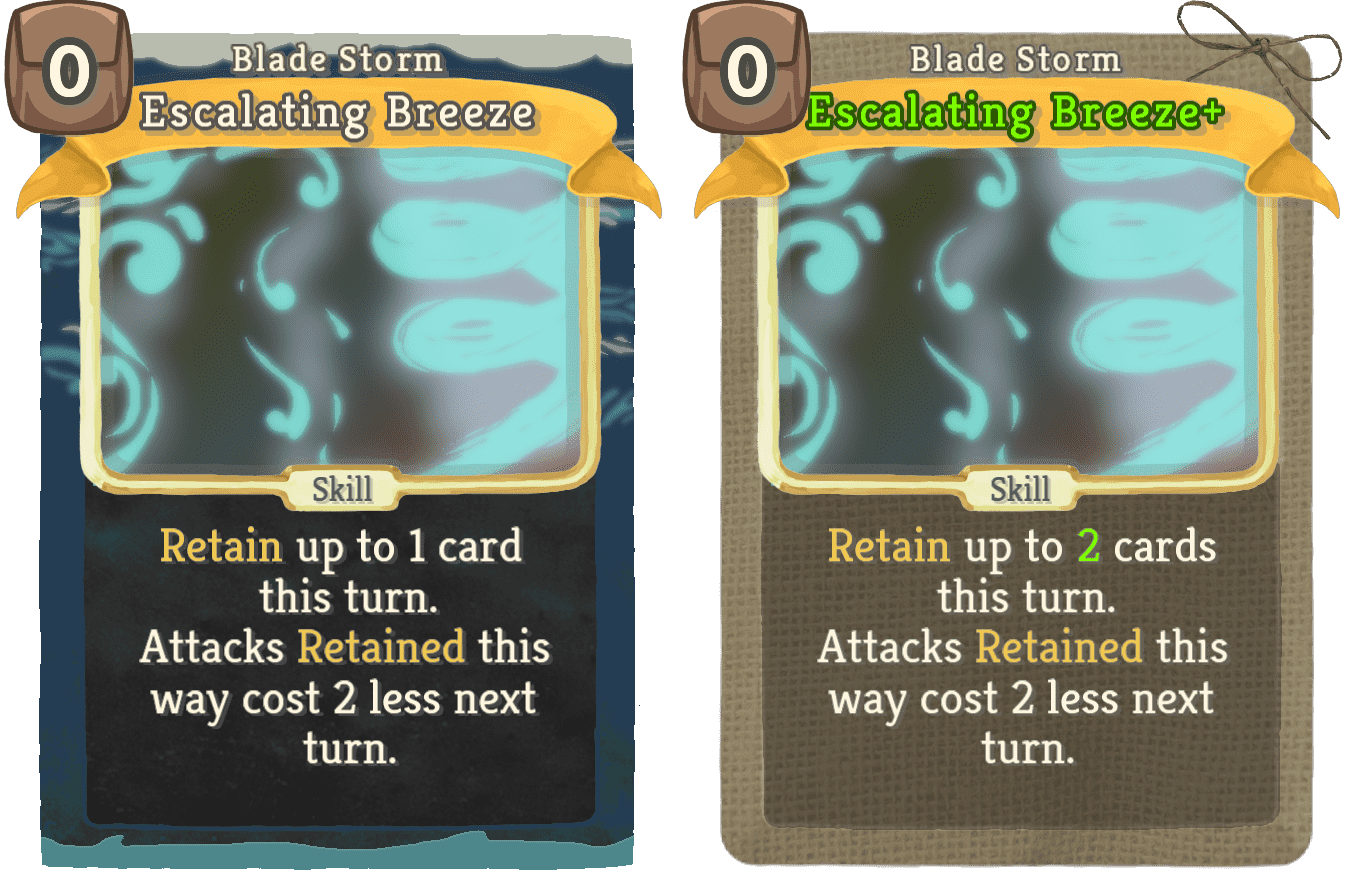 0
Blade Storm
Escalating Breeze
Skill
Retain up to 1 card
this turn.
Attacks Retained this
way cost 2 less next
turn.
0
Blade Storm
Escalating Breeze+
Skill
Retain up to 2 cards
this turn.
Attacks Retained this
way cost 2 less next
turn.